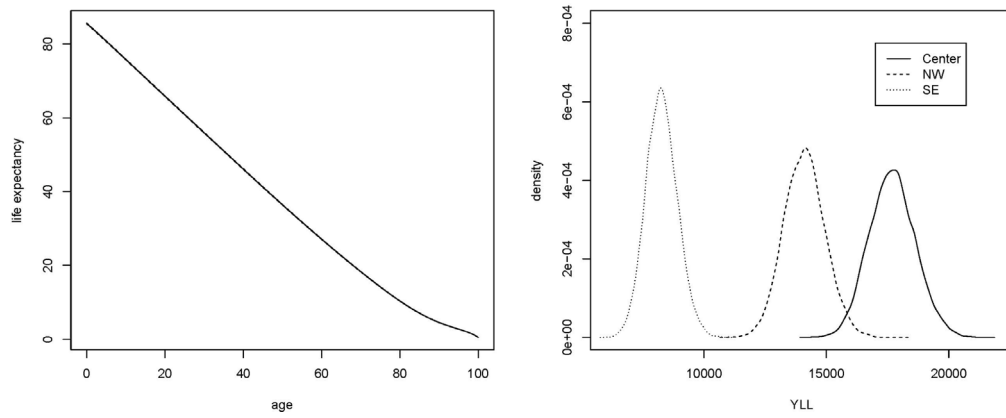 life expectancy
80
60
40
20
0
0 20 40 60 80 100
age
density
8e−04
6e−04
4e−04
2e−04
0e+00
Center
NW
SE
10000 15000 20000
YLL